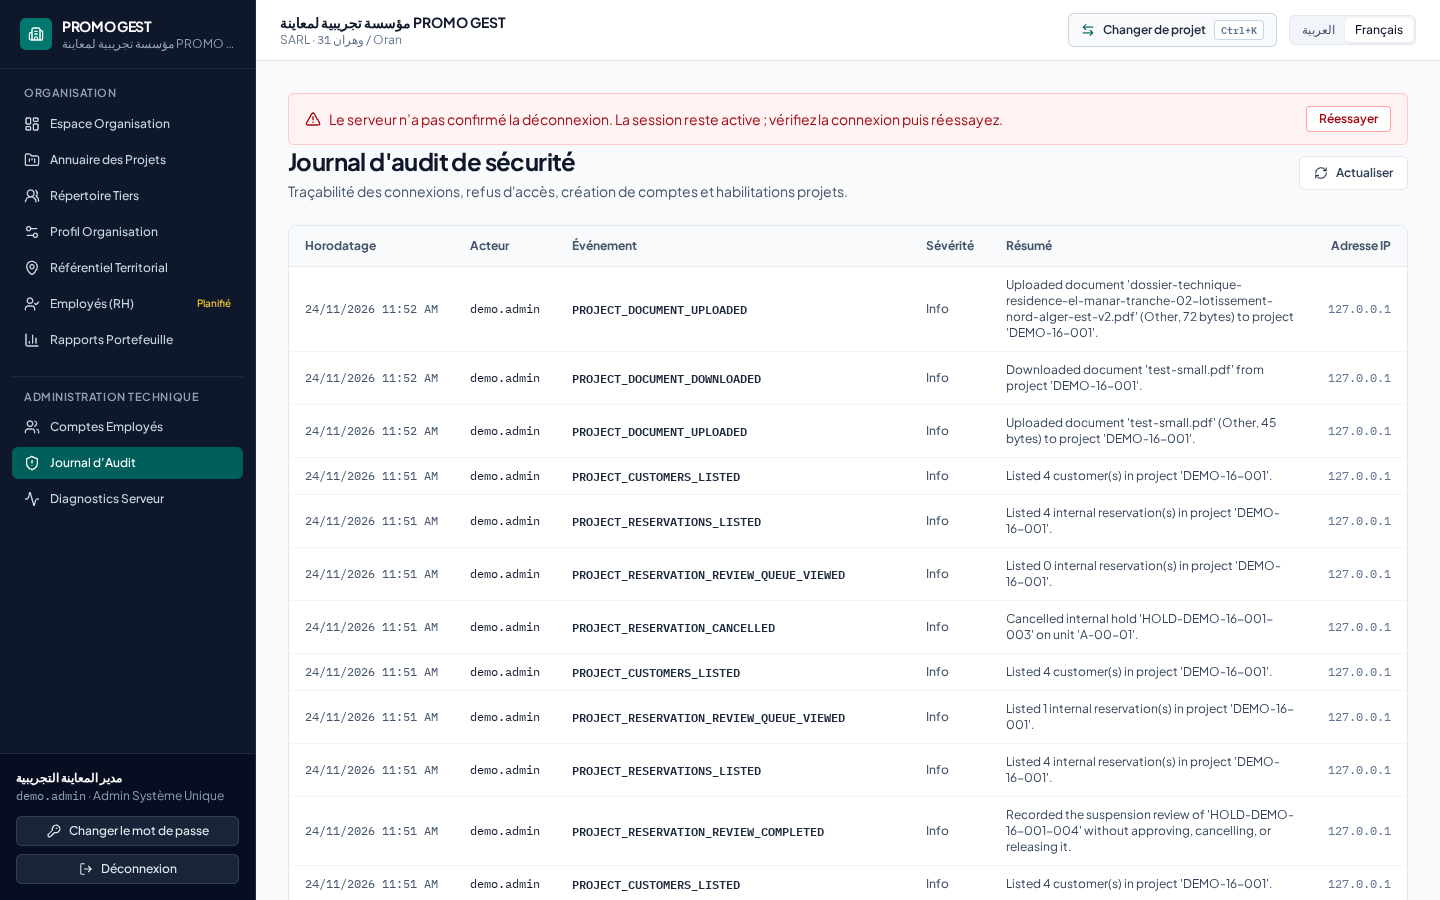 PROMOGEST
مؤسسة تجريبية لمعاينة PROMO ...
ORGANISATION
Espace Organisation
Annuaire des Projets
Répertoire Tiers
Profil Organisation
Référentiel Territorial
Employés (RH) Planifié
Rapports Portefeuille
ADMINISTRATION TECHNIQUE
Comptes Employés
Journal d'Audit
Diagnostics Serveur
مدير المعاينة التجريبية
demo.admin · Admin Système Unique
Changer le mot de passe
Déconnexion
مؤسسة تجريبية لمعاينة PROMO GEST
SARL · 31 وهران / Oran
Changer de projet Ctrl+K
العربية Français
Le serveur n'a pas confirmé la déconnexion. La session reste active ; vérifiez la connexion puis réessayez.
Réessayer
Journal d'audit de sécurité
Traçabilité des connexions, refus d'accès, création de comptes et habilitations projets.
Actualiser
Horodatage Acteur Événement Sévérité Résumé Adresse IP
24/11/2026 11:52 AM demo.admin PROJECT_DOCUMENT_UPLOADED Info Uploaded document 'dossier-technique-
residence-el-manar-tranche-02-lotissement-
nord-alger-est-v2.pdf' (Other, 72 bytes) to project
'DEMO-16-001'. 127.0.0.1
24/11/2026 11:52 AM demo.admin PROJECT_DOCUMENT_DOWNLOADED Info Downloaded document 'test-small.pdf' from
project 'DEMO-16-001'. 127.0.0.1
24/11/2026 11:52 AM demo.admin PROJECT_DOCUMENT_UPLOADED Info Uploaded document 'test-small.pdf' (Other, 45
bytes) to project 'DEMO-16-001'. 127.0.0.1
24/11/2026 11:51 AM demo.admin PROJECT_CUSTOMERS_LISTED Info Listed 4 customer(s) in project 'DEMO-16-001'. 127.0.0.1
24/11/2026 11:51 AM demo.admin PROJECT_RESERVATIONS_LISTED Info Listed 4 internal reservation(s) in project 'DEMO-
16-001'. 127.0.0.1
24/11/2026 11:51 AM demo.admin PROJECT_RESERVATION_REVIEW_QUEUE_VIEWED Info Listed 0 internal reservation(s) in project 'DEMO-
16-001'. 127.0.0.1
24/11/2026 11:51 AM demo.admin PROJECT_RESERVATION_CANCELLED Info Cancelled internal hold 'HOLD-DEMO-16-001-
003' on unit 'A-00-01'. 127.0.0.1
24/11/2026 11:51 AM demo.admin PROJECT_CUSTOMERS_LISTED Info Listed 4 customer(s) in project 'DEMO-16-001'. 127.0.0.1
24/11/2026 11:51 AM demo.admin PROJECT_RESERVATION_REVIEW_QUEUE_VIEWED Info Listed 1 internal reservation(s) in project 'DEMO-16-
001'. 127.0.0.1
24/11/2026 11:51 AM demo.admin PROJECT_RESERVATIONS_LISTED Info Listed 4 internal reservation(s) in project 'DEMO-
16-001'. 127.0.0.1
24/11/2026 11:51 AM demo.admin PROJECT_RESERVATION_REVIEW_COMPLETED Info Recorded the suspension review of 'HOLD-DEMO-
16-001-004' without approving, cancelling, or
releasing it. 127.0.0.1
24/11/2026 11:51 AM demo.admin PROJECT_CUSTOMERS_LISTED Info Listed 4 customer(s) in project 'DEMO-16-001'. 127.0.0.1